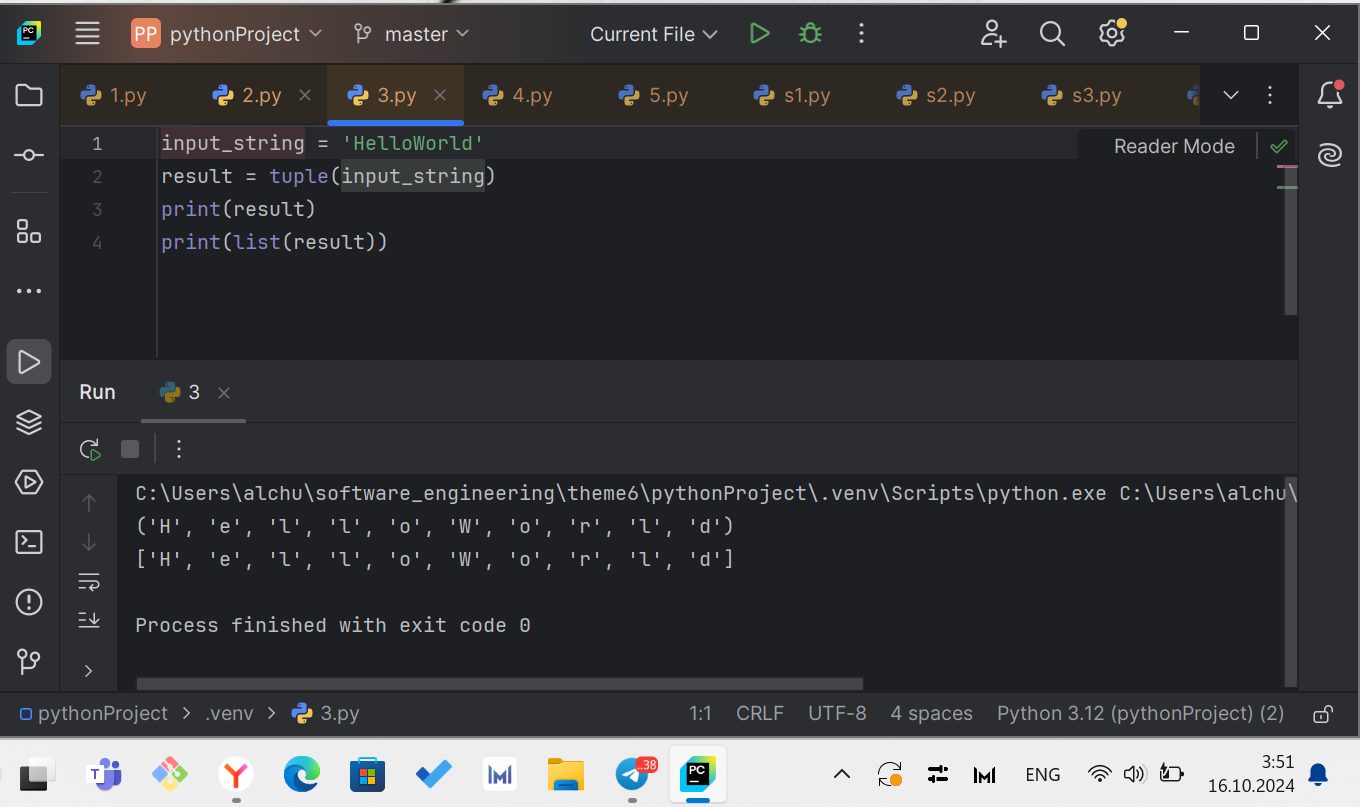 PC PP pythonProject master Current File
1.py 2.py 3.py 4.py 5.py s1.py s2.py s3.py
1 input_string = 'HelloWorld' Reader Mode
2 result = tuple(input_string)
3 print(result)
4 print(list(result))
Run 3
C:\Users\alchu\software_engineering\theme6\pythonProject\.venv\Scripts\python.exe C:\Users\alchu\
('H', 'e', 'l', 'l', 'o', 'W', 'o', 'r', 'l', 'd')
['H', 'e', 'l', 'l', 'o', 'W', 'o', 'r', 'l', 'd']
Process finished with exit code 0
pythonProject > .venv > 3.py 1:1 CRLF UTF-8 4 spaces Python 3.12 (pythonProject) (2)
T Y M ..38 PC M ENG 3:51
16.10.2024